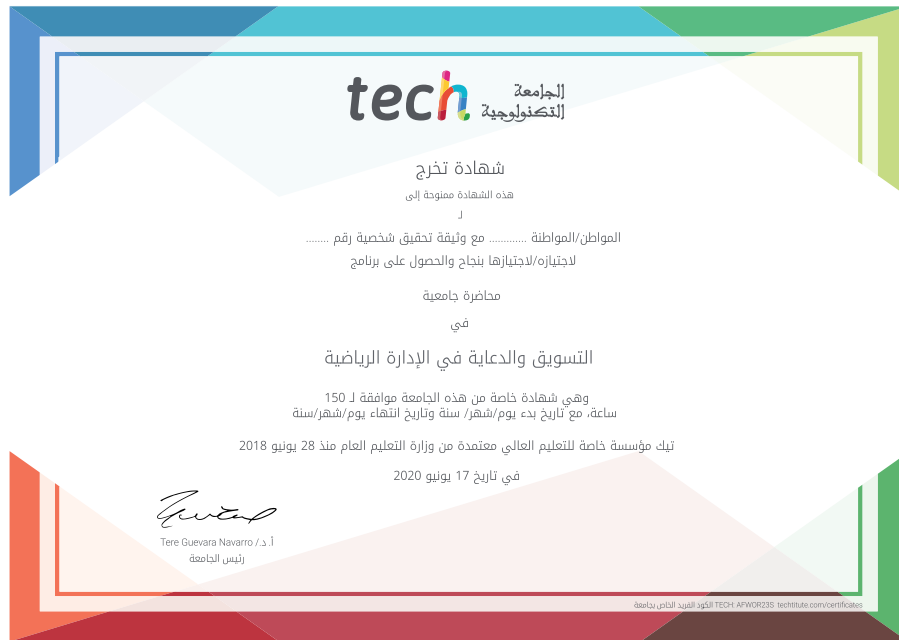 tech الجامعة
التكنولوجية
شهادة تخرج
هذه الشهادة ممنوحة إلى
لـ
المواطن/المواطنة ............ مع وثيقة تحقيق شخصية رقم ........
لاجتيازه/لاجتيازها بنجاح والحصول على برنامج
محاضرة جامعية
في
التسويق والدعاية في الإدارة الرياضية
وهي شهادة خاصة من هذه الجامعة موافقة لـ 150
ساعة، مع تاريخ بدء يوم/شهر/ سنة وتاريخ انتهاء يوم/شهر/سنة
تيك مؤسسة خاصة للتعليم العالي معتمدة من وزارة التعليم العام منذ 28 يونيو 2018
في تاريخ 17 يونيو 2020
أ. د./ Tere Guevara Navarro
رئيس الجامعة
الكود الفريد الخاص بجامعة TECH: AFWOR23S techtitute.com/certificates